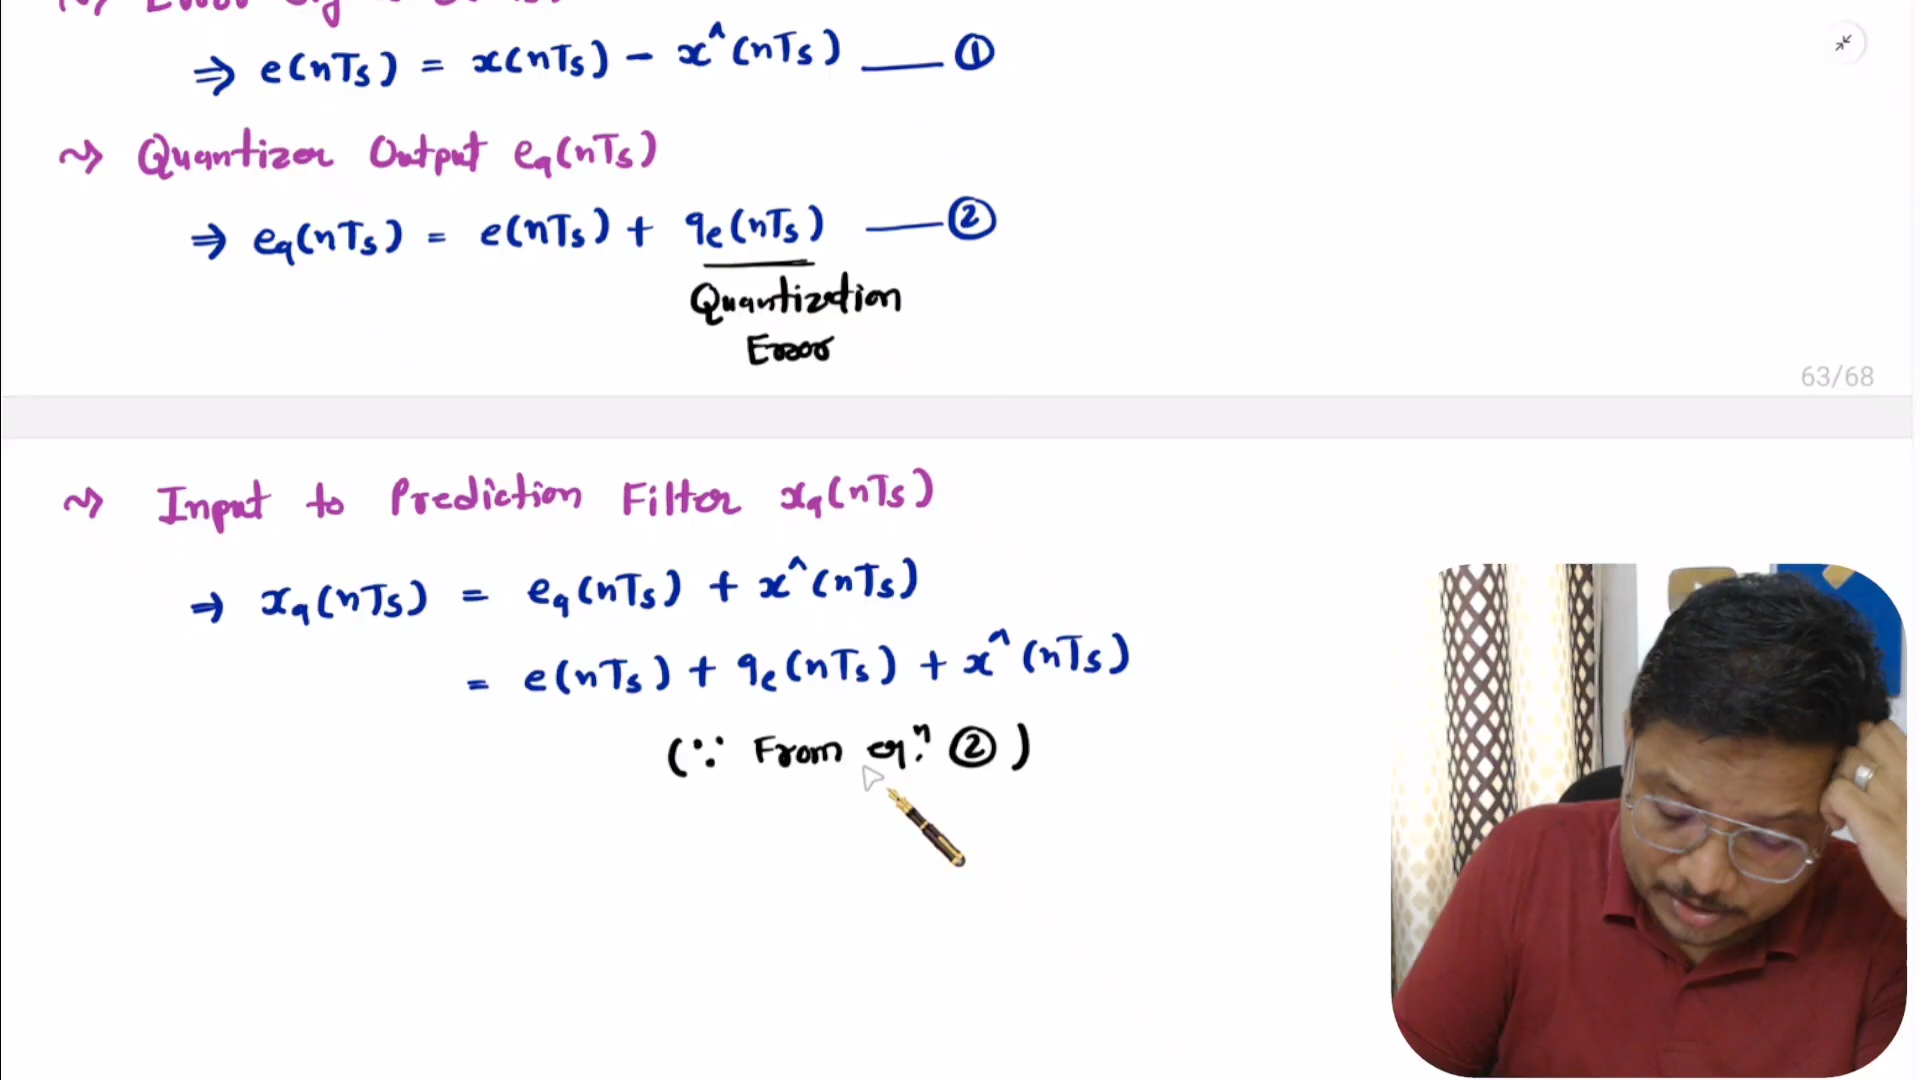 ⇒ e(nTs) = x(nTs) - x^(nTs) —— ①
~> Quantizer Output eq(nTs)
⇒ eq(nTs) = e(nTs) + qe(nTs) —— ②
Quantization
Error
63/68
~> Input to Prediction Filter xq(nTs)
⇒ xq(nTs) = eq(nTs) + x^(nTs)
= e(nTs) + qe(nTs) + x^(nTs)
(∵ From eqn. ②)